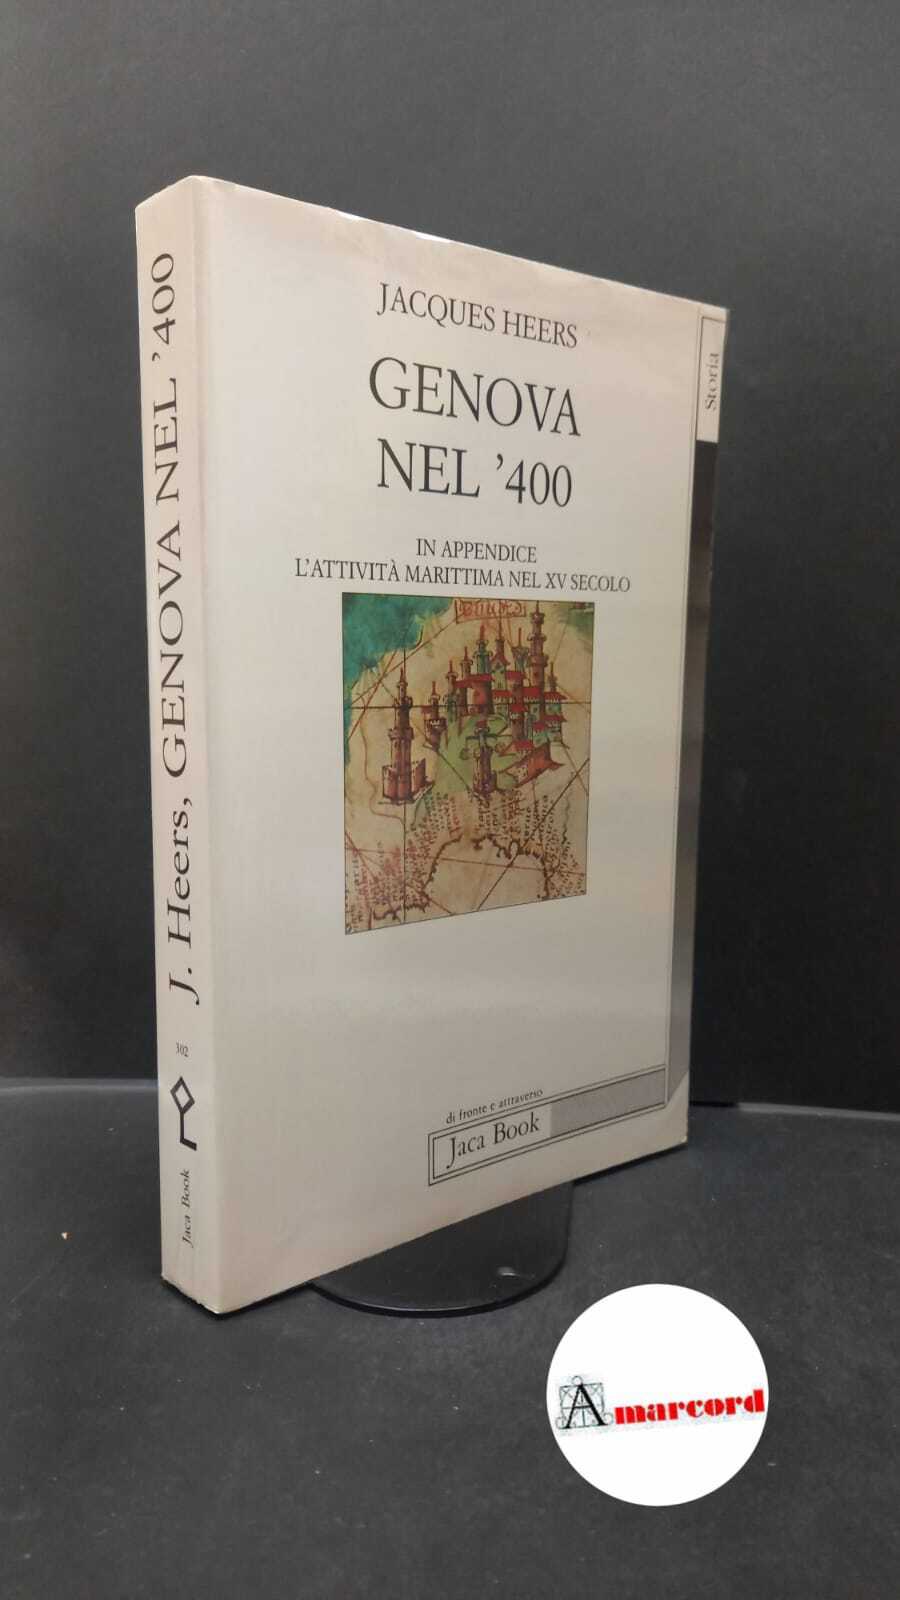 JACQUES HEERS
GENOVA
NEL '400
IN APPENDICE
L'ATTIVITÀ MARITTIMA NEL XV SECOLO
Storia
di fronte e attraverso
Jaca Book
J. Heers, GENOVA NEL '400
302
Jaca Book
Amarcord